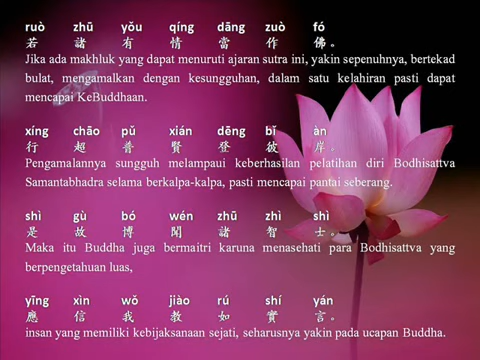 ruò zhū yǒu qíng dāng zuò fó
若 諸 有 情 當 作 佛 。
Jika ada makhluk yang dapat menuruti ajaran sutra ini, yakin sepenuhnya, bertekad
bulat, mengamalkan dengan kesungguhan, dalam satu kelahiran pasti dapat
mencapai KeBuddhaan.
xíng chāo pǔ xián dēng bǐ àn
行 超 普 賢 登 彼 岸 。
Pengamalannya sungguh melampaui keberhasilan pelatihan diri Bodhisattva
Samantabhadra selama berkalpa-kalpa, pasti mencapai pantai seberang.
shì gù bó wén zhū zhì shì
是 故 博 聞 諸 智 士 。
Maka itu Buddha juga bermaitri karuna menasehati para Bodhisattva yang
berpengetahuan luas,
yīng xìn wǒ jiào rú shí yán
應 信 我 教 如 實 言 。
insan yang memiliki kebijaksanaan sejati, seharusnya yakin pada ucapan Buddha.